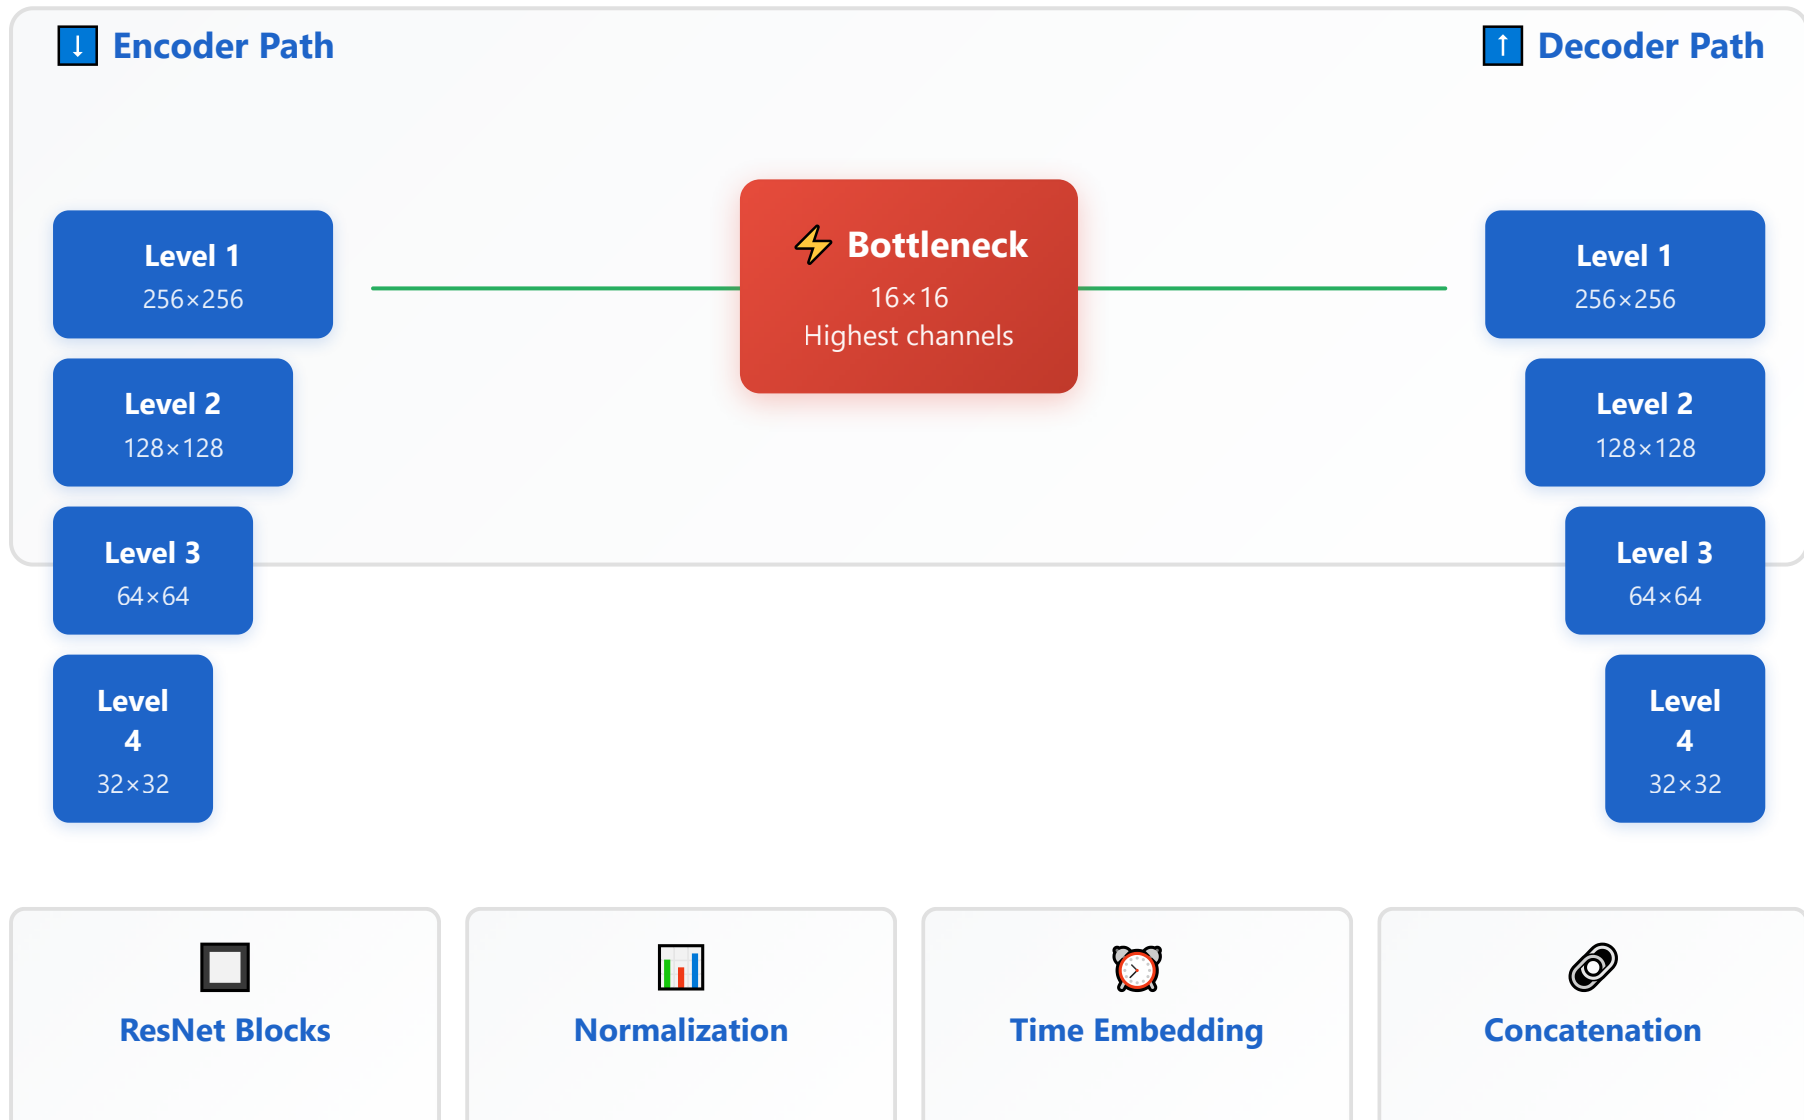 Encoder Path
Decoder Path
Level 1
256×256
Level 2
128×128
Level 3
64×64
Level
4
32×32
Bottleneck
16×16
Highest channels
Level 1
256×256
Level 2
128×128
Level 3
64×64
Level
4
32×32
ResNet Blocks
Normalization
Time Embedding
Concatenation